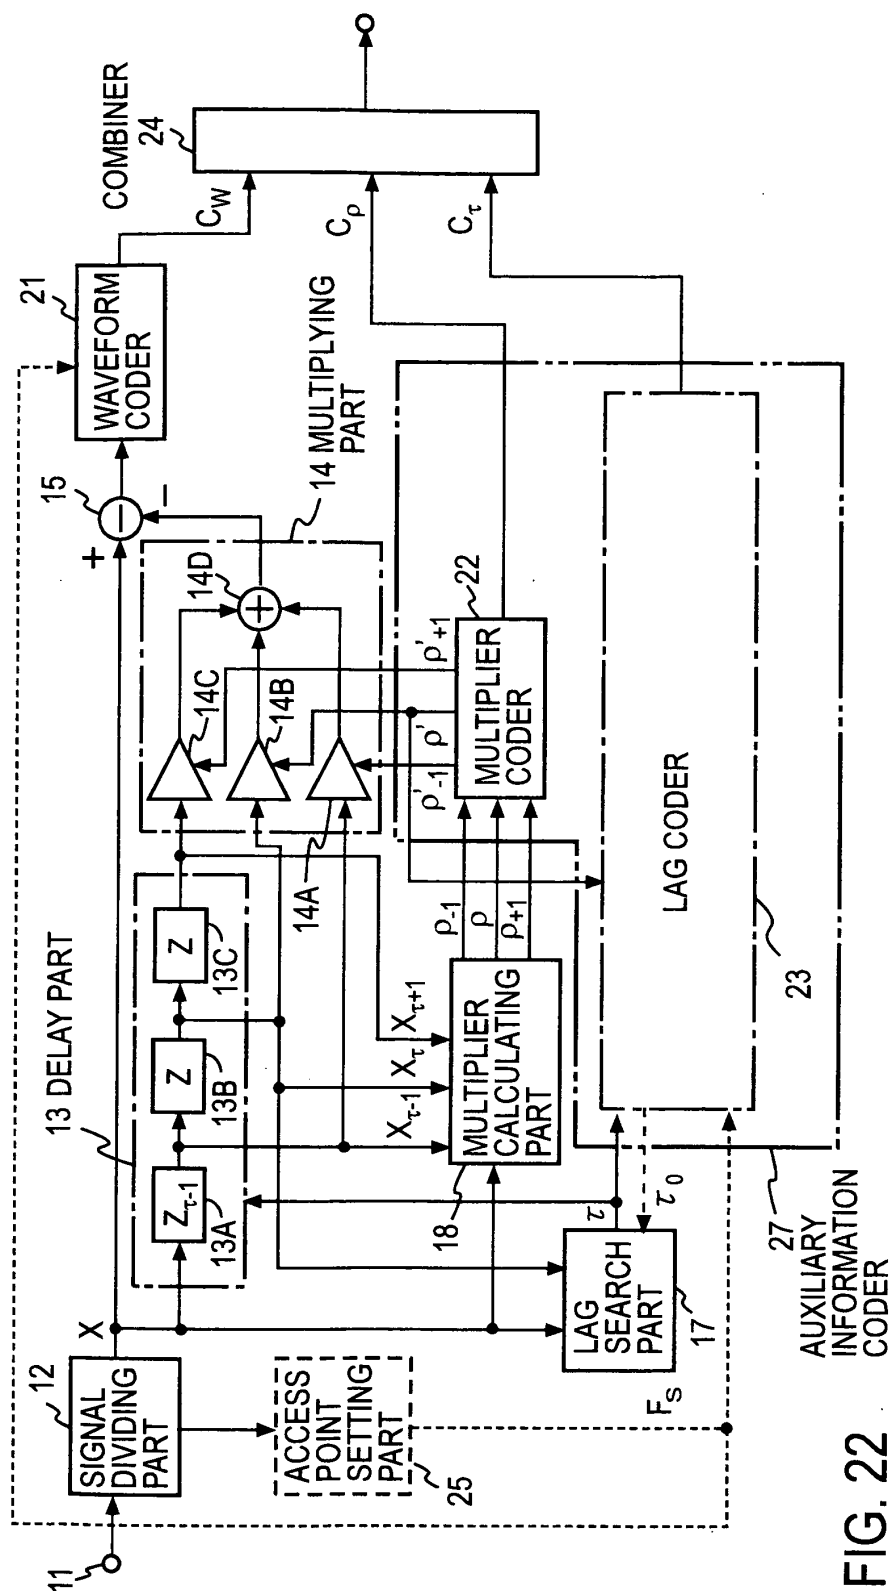 11
12
SIGNAL
DIVIDING
PART
X
ACCESS
POINT
SETTING
PART
25
F_S
13 DELAY PART
Z_τ-1
13A
Z
13B
Z
13C
X_τ-1
X_τ
X_τ+1
18
MULTIPLIER
CALCULATING
PART
ρ_-1
ρ
ρ_+1
LAG
SEARCH
PART
17
τ
τ_0
14A
14B
14C
14D
14 MULTIPLYING
PART
ρ'_-1
ρ'
ρ'_+1
MULTIPLIER
CODER
22
LAG CODER
23
27
AUXILIARY
INFORMATION
CODER
+
−
15
−
+
WAVEFORM
CODER
21
C_W
C_ρ
C_τ
COMBINER
24
FIG. 22